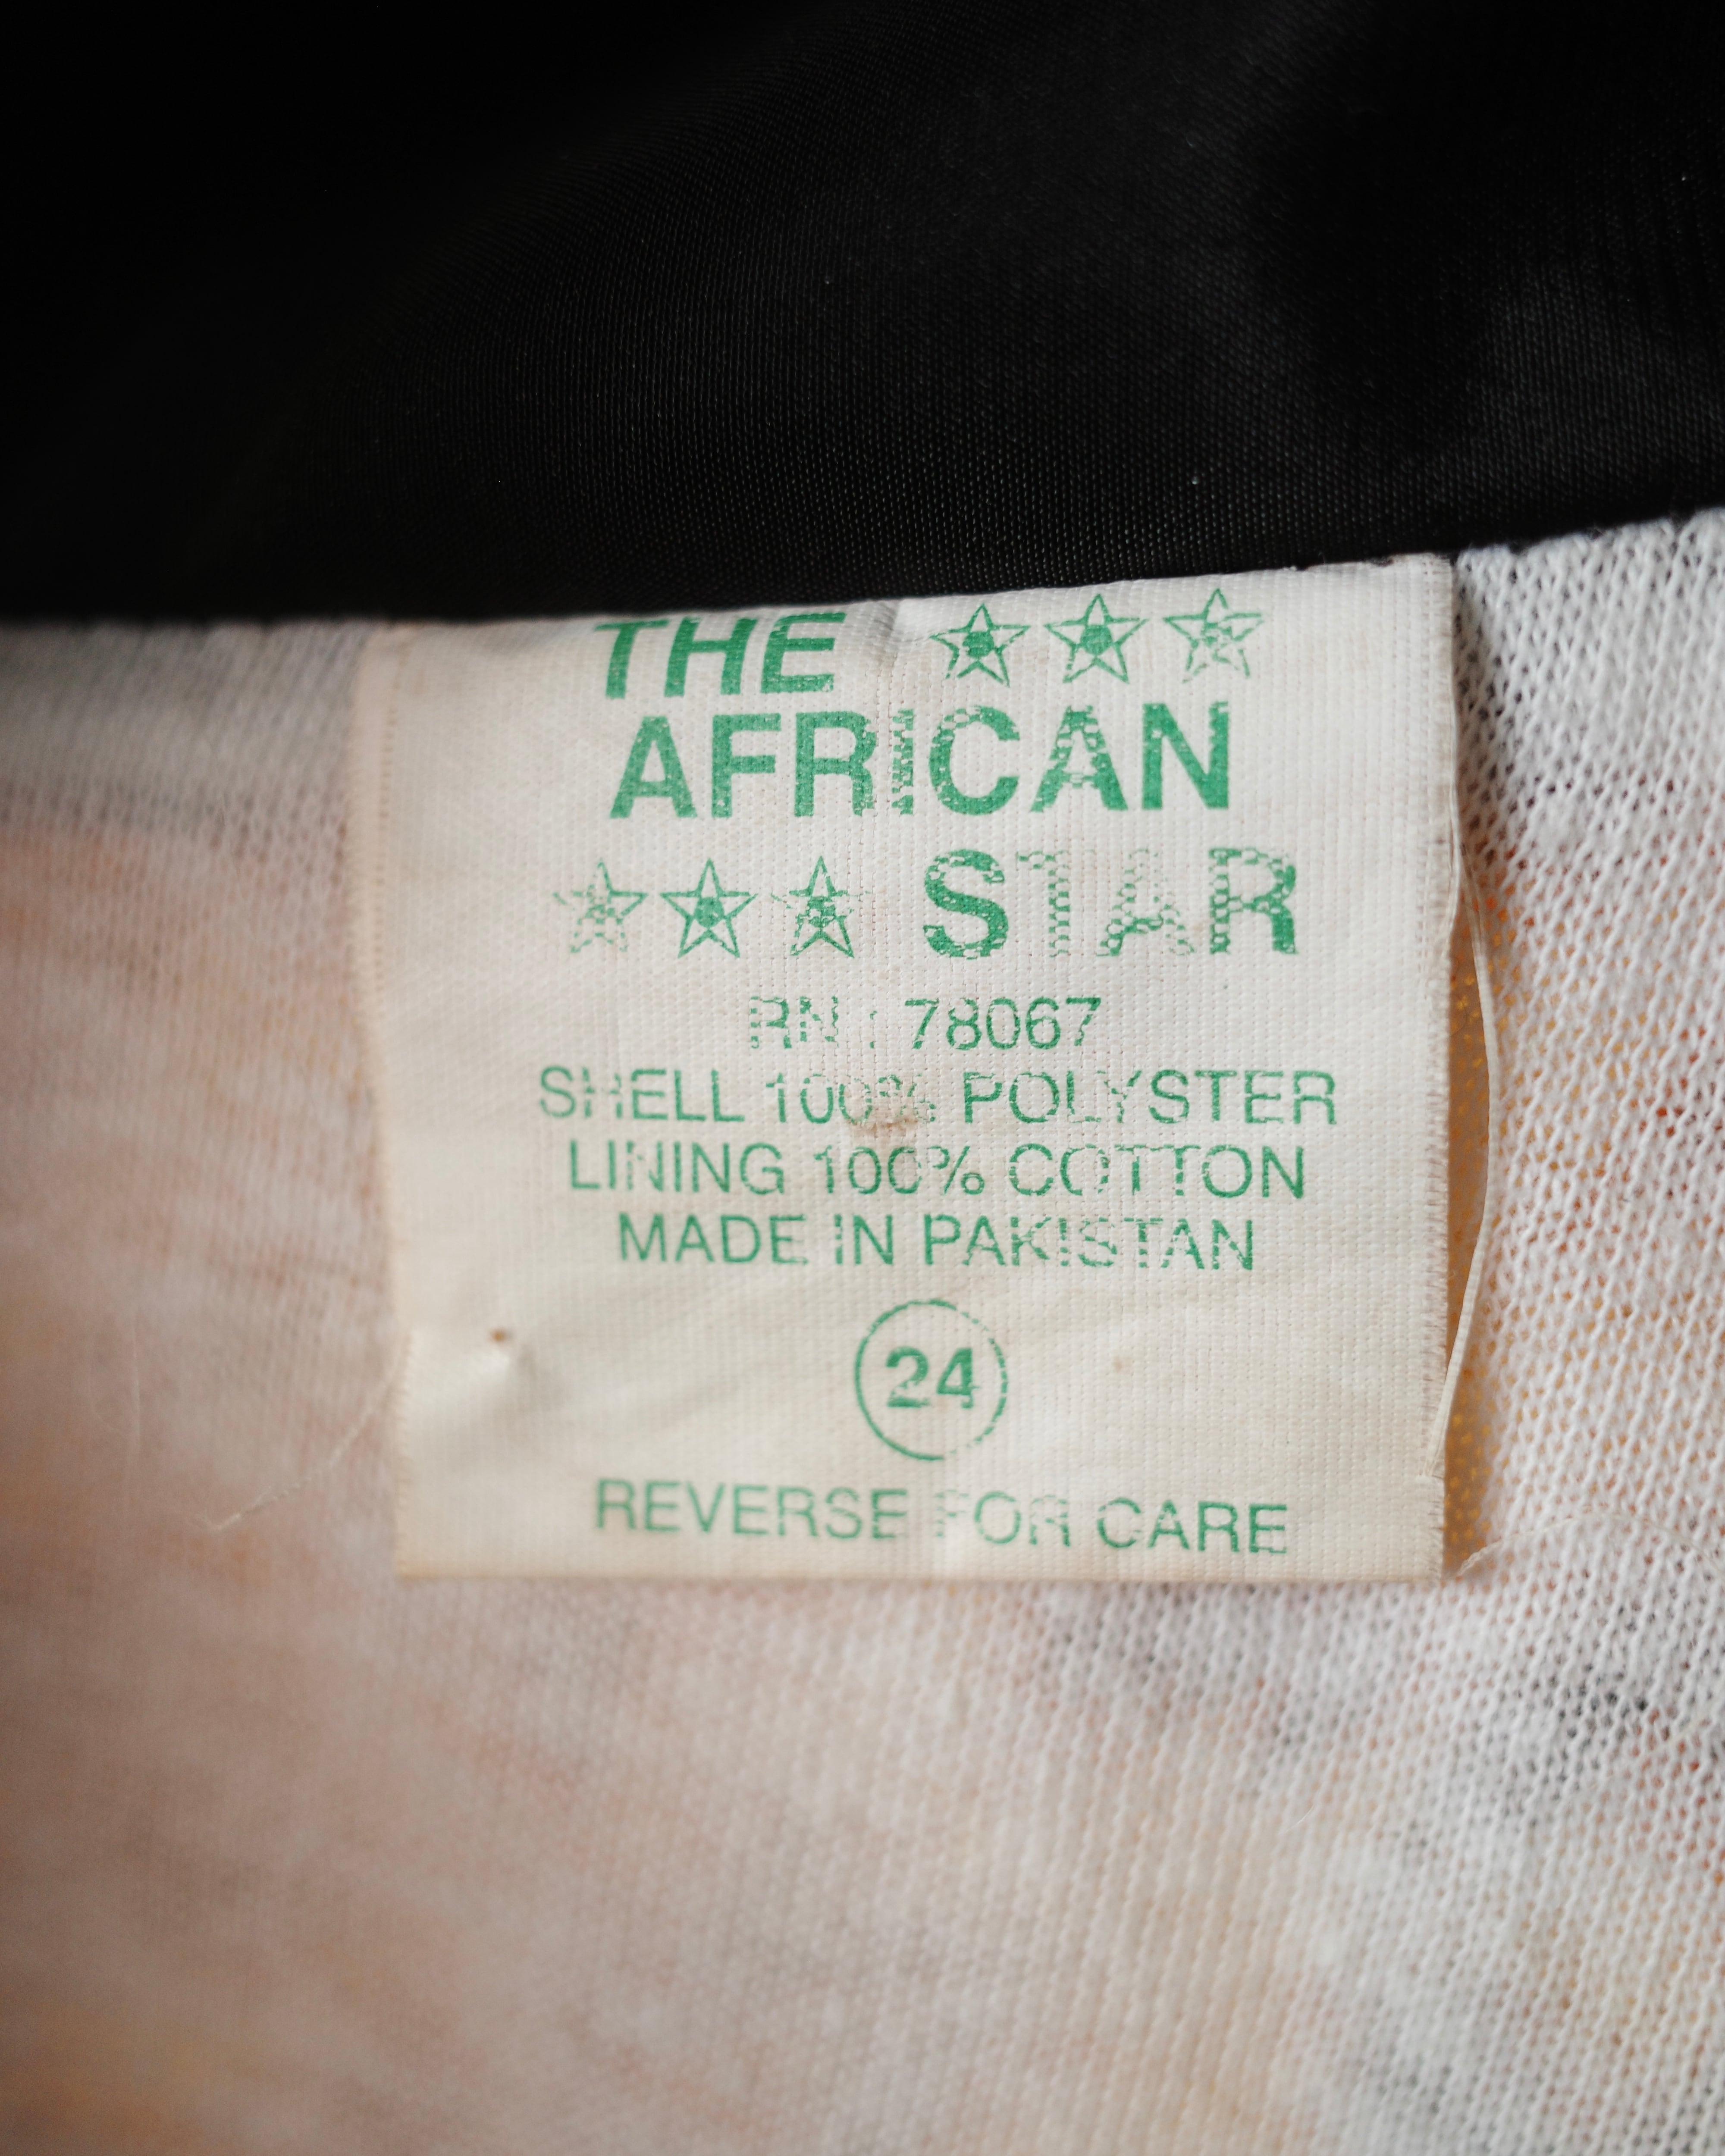 THE ☆☆☆
AFRICAN
☆☆☆ STAR
RN : 78067
SHELL 100% POLYSTER
LINING 100% COTTON
MADE IN PAKISTAN
24
REVERSE FOR CARE